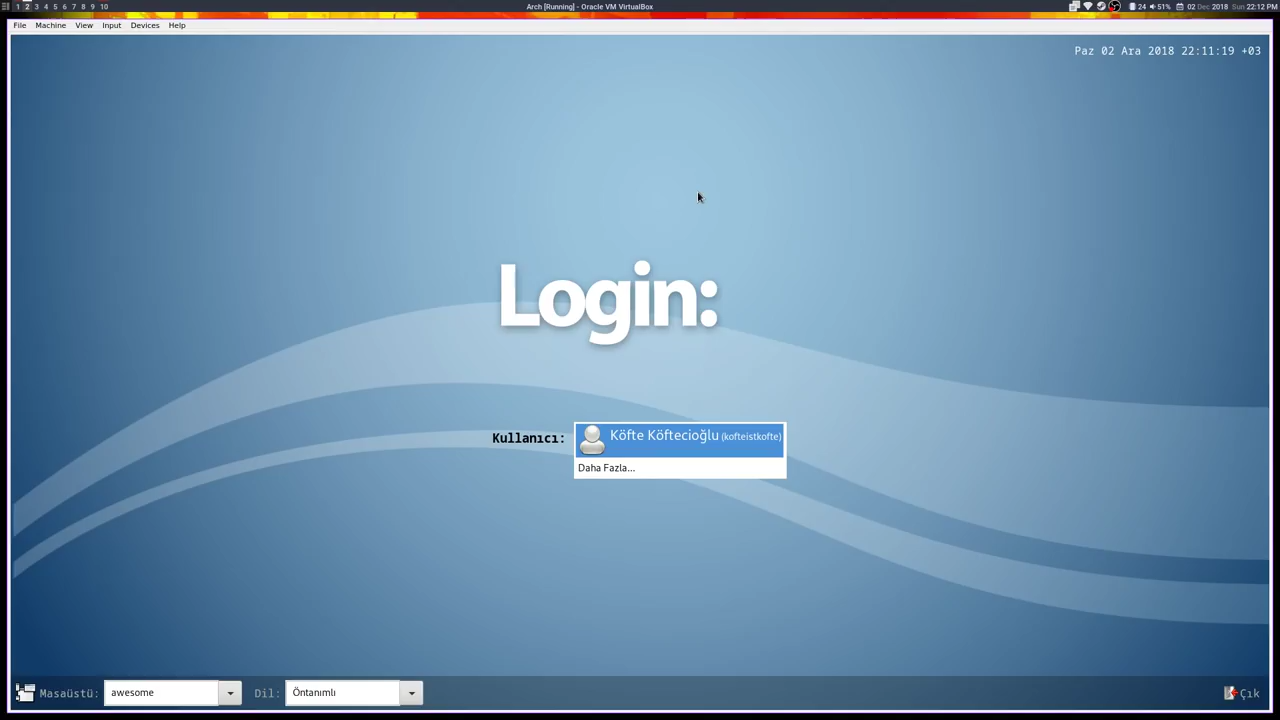 1 2 3 4 5 6 7 8 9 10
Arch [Running] - Oracle VM VirtualBox
24 51% 02 Dec 2018 Sun 22:12 PM
File Machine View Input Devices Help
Paz 02 Ara 2018 22:11:19 +03
Login:
Kullanıcı: Köfte Köftecioğlu (kofteistkofte)
Daha Fazla...
Masaüstü: awesome Dil: Öntanımlı Çık